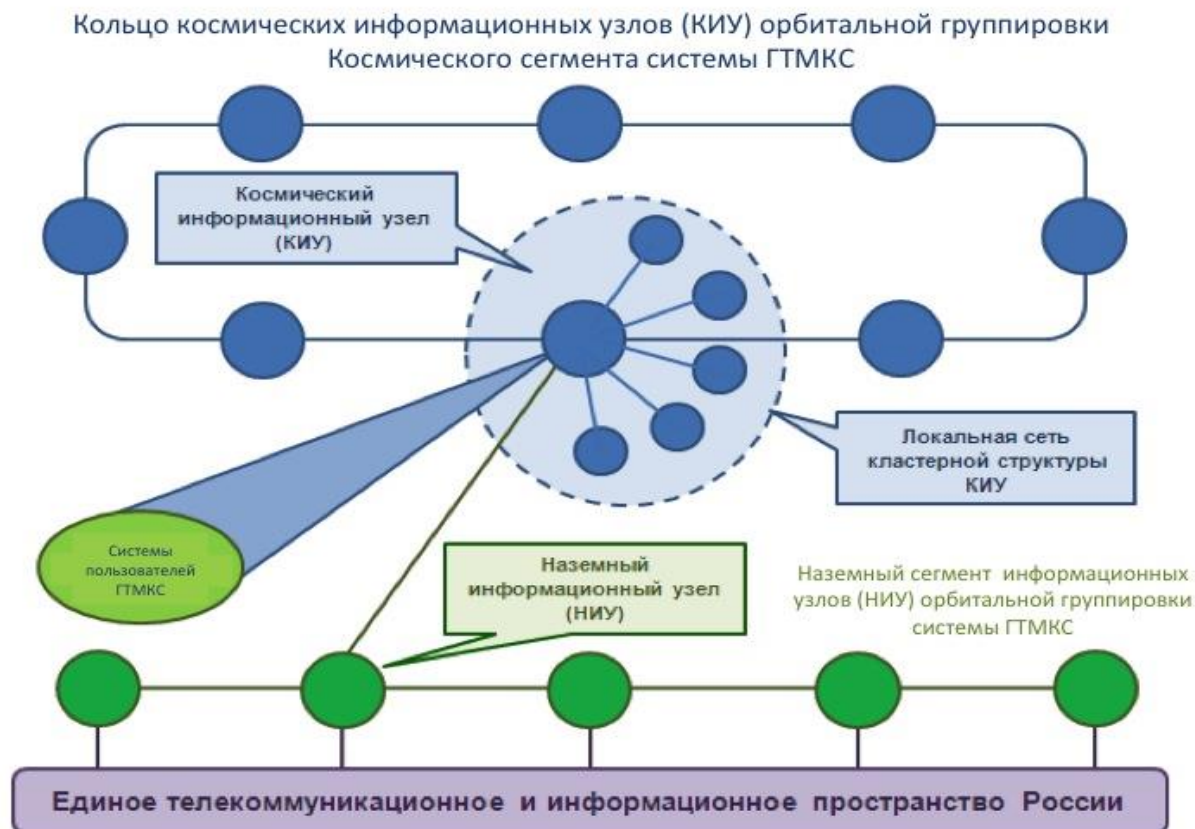 Кольцо космических информационных узлов (КИУ) орбитальной группировки
Космического сегмента системы ГТМКС
Космический
информационный узел
(КИУ)
Локальная сеть
кластерной структуры
КИУ
Системы
пользователей
ГТМКС
Наземный
информационный узел
(НИУ)
Наземный сегмент информационных
узлов (НИУ) орбитальной группировки
системы ГТМКС
Единое телекоммуникационное и информационное пространство России